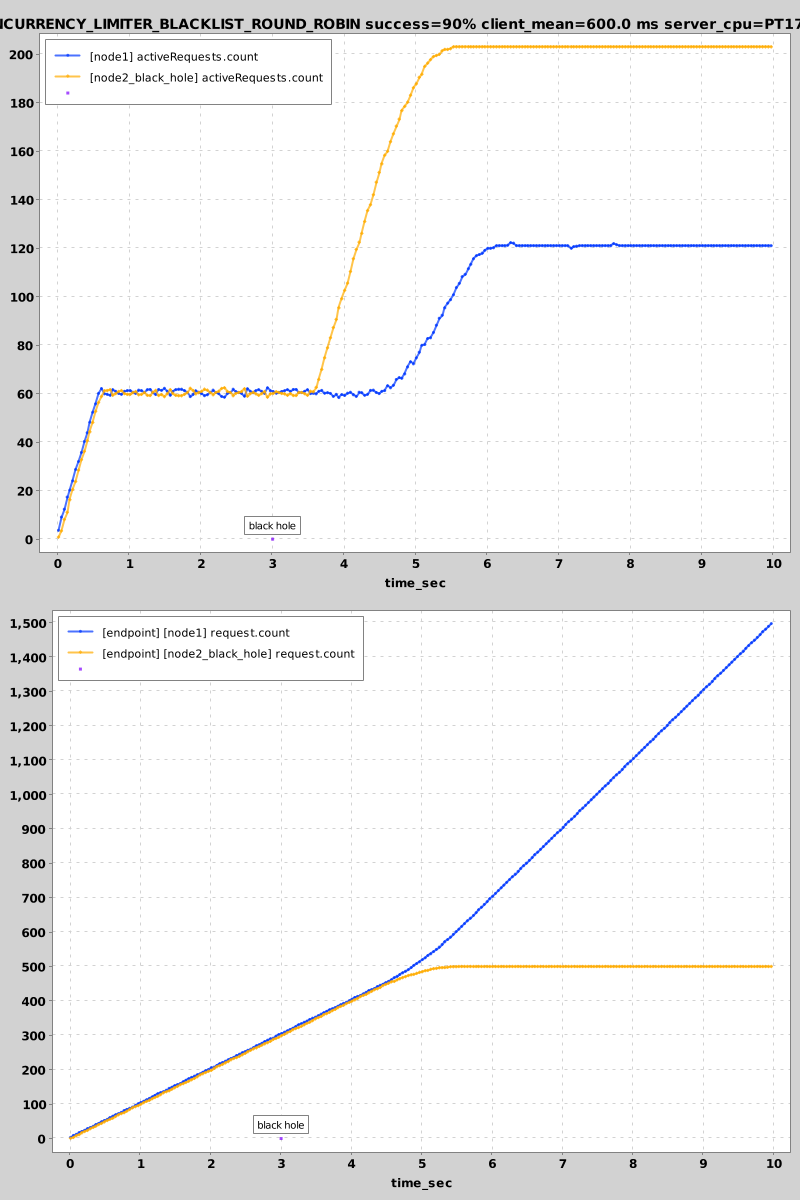 NCURRENCY_LIMITER_BLACKLIST_ROUND_ROBIN success=90% client_mean=600.0 ms server_cpu=PT17
[node1] activeRequests.count
[node2_black_hole] activeRequests.count
200
180
160
140
120
100
80
60
40
20
0
black hole
0 1 2 3 4 5 6 7 8 9 10
time_sec
[endpoint] [node1] request.count
[endpoint] [node2_black_hole] request.count
1,500
1,400
1,300
1,200
1,100
1,000
900
800
700
600
500
400
300
200
100
0
black hole
0 1 2 3 4 5 6 7 8 9 10
time_sec